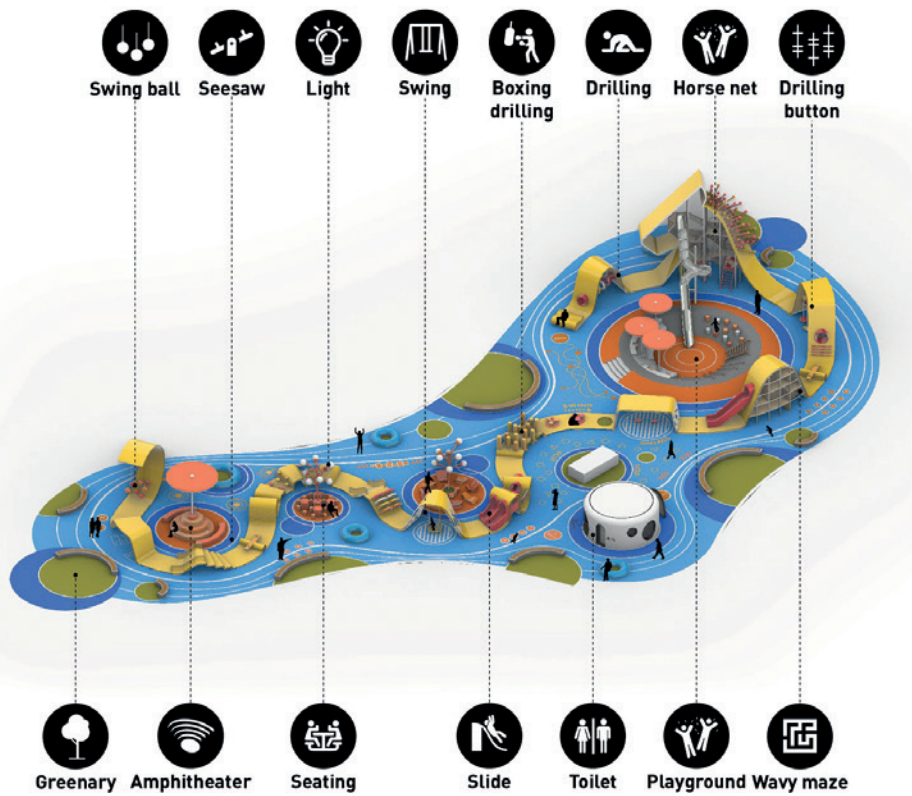 Swing ball
Seesaw
Light
Swing
Boxing
drilling
Drilling
Horse net
Drilling
button
Greenary
Amphitheater
Seating
Slide
Toilet
Playground
Wavy maze